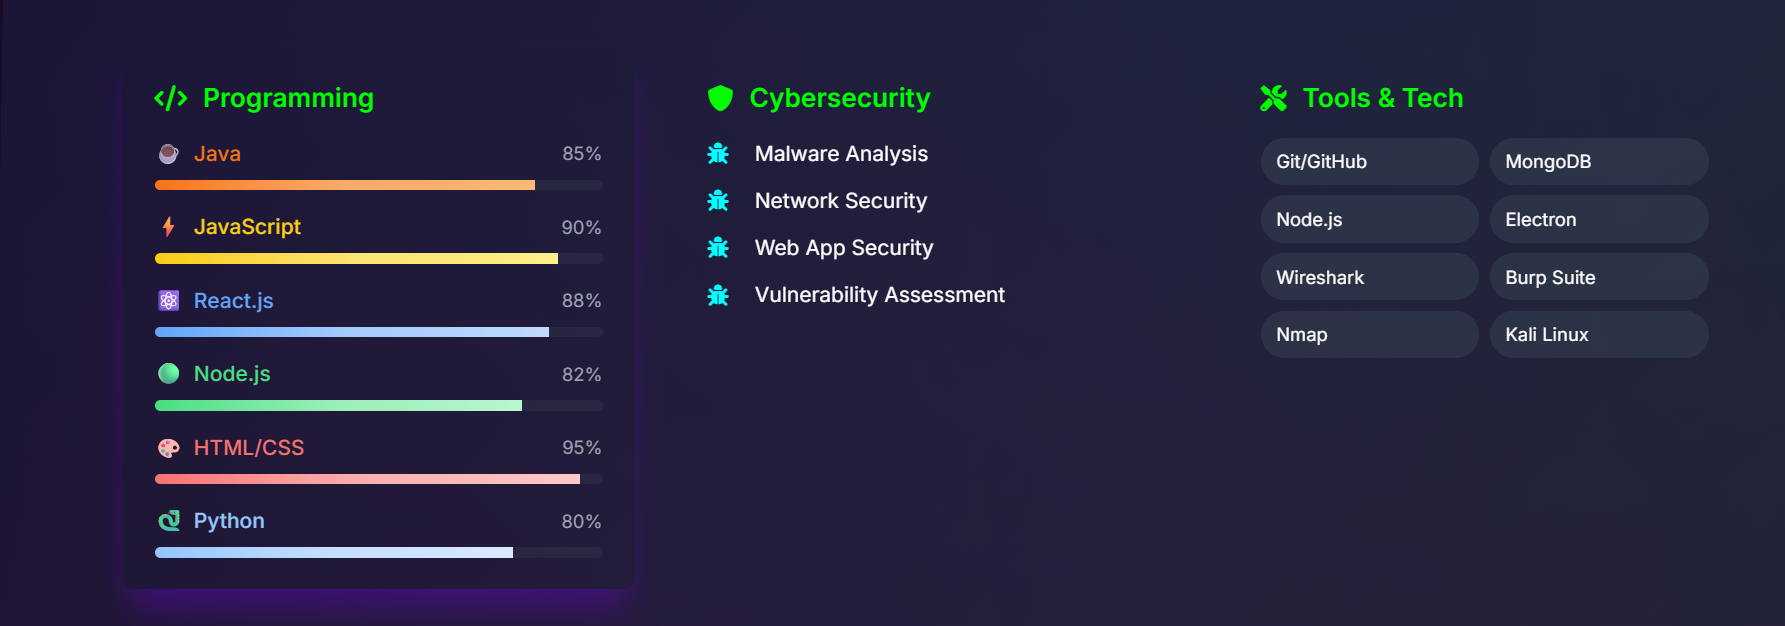 Programming
Java 85%
JavaScript 90%
React.js 88%
Node.js 82%
HTML/CSS 95%
Python 80%
Cybersecurity
Malware Analysis
Network Security
Web App Security
Vulnerability Assessment
Tools & Tech
Git/GitHub MongoDB
Node.js Electron
Wireshark Burp Suite
Nmap Kali Linux